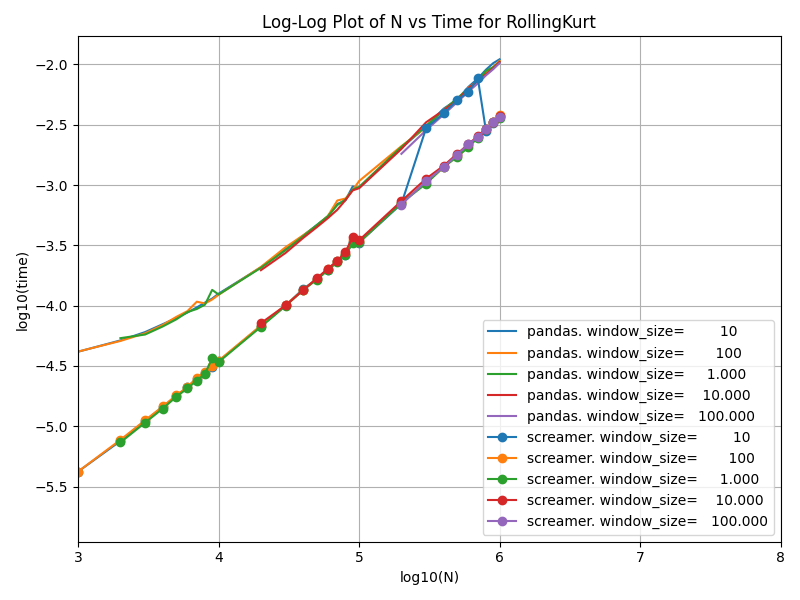 Log-Log Plot of N vs Time for RollingKurt
log10(time)
−2.0
−2.5
−3.0
−3.5
−4.0
−4.5
−5.0
−5.5
pandas. window_size= 10
pandas. window_size= 100
pandas. window_size= 1.000
pandas. window_size= 10.000
pandas. window_size= 100.000
screamer. window_size= 10
screamer. window_size= 100
screamer. window_size= 1.000
screamer. window_size= 10.000
screamer. window_size= 100.000
3 4 5 6 7 8
log10(N)